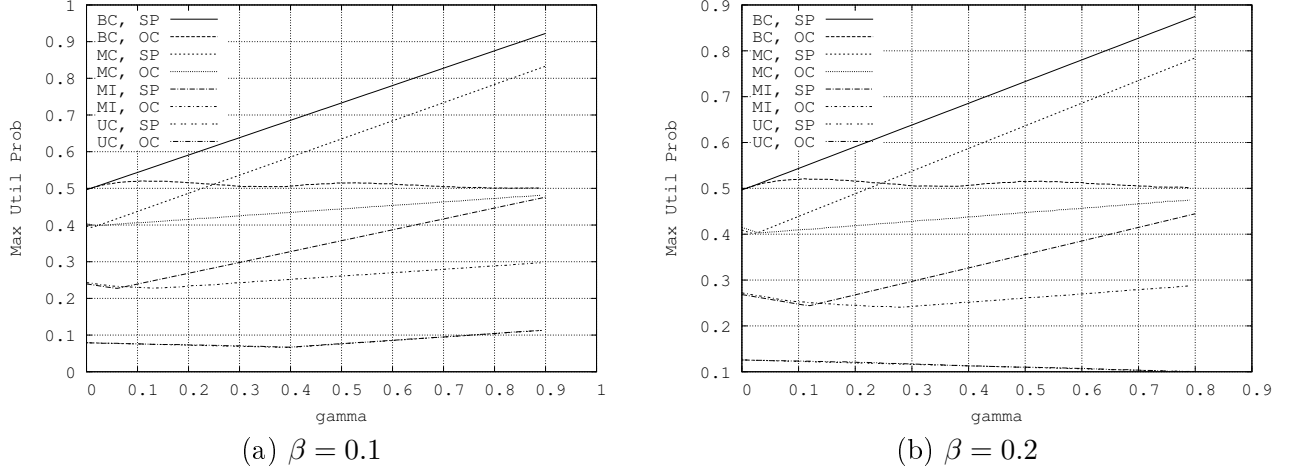 1
0.9
0.8
0.7
0.6
0.5
0.4
0.3
0.2
0.1
0
Max Util Prob
BC, SP
BC, OC
MC, SP
MC, OC
MI, SP
MI, OC
UC, SP
UC, OC
0 0.1 0.2 0.3 0.4 0.5 0.6 0.7 0.8 0.9 1
gamma
(a) β = 0.1
0.9
0.8
0.7
0.6
0.5
0.4
0.3
0.2
0.1
Max Util Prob
BC, SP
BC, OC
MC, SP
MC, OC
MI, SP
MI, OC
UC, SP
UC, OC
0 0.1 0.2 0.3 0.4 0.5 0.6 0.7 0.8 0.9
gamma
(b) β = 0.2